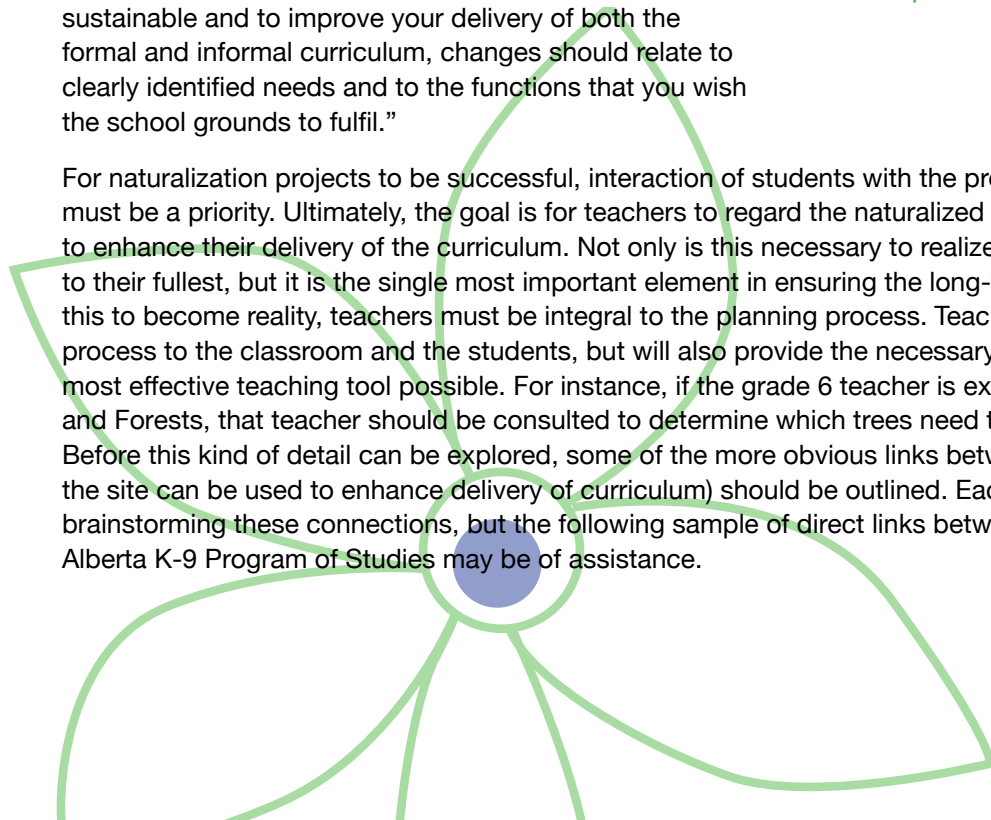 sustainable and to improve your delivery of both the
formal and informal curriculum, changes should relate to
clearly identified needs and to the functions that you wish
the school grounds to fulfil.”
For naturalization projects to be successful, interaction of students with the
must be a priority. Ultimately, the goal is for teachers to regard the naturalized
to enhance their delivery of the curriculum. Not only is this necessary to realize
to their fullest, but it is the single most important element in ensuring the long-
this to become reality, teachers must be integral to the planning process.
process to the classroom and the students, but will also provide the necessary
most effective teaching tool possible. For instance, if the grade 6 teacher is
and Forests, that teacher should be consulted to determine which trees need
Before this kind of detail can be explored, some of the more obvious links
the site can be used to enhance delivery of curriculum) should be outlined.
brainstorming these connections, but the following sample of direct links
Alberta K-9 Program of Studies may be of assistance.